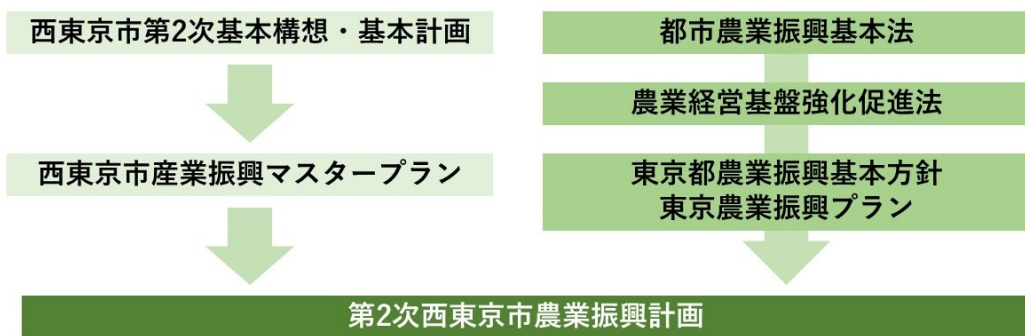 西東京市第2次基本構想・基本計画
都市農業振興基本法
農業経営基盤強化促進法
西東京市産業振興マスタープラン
東京都農業振興基本方針
東京農業振興プラン
第2次西東京市農業振興計画